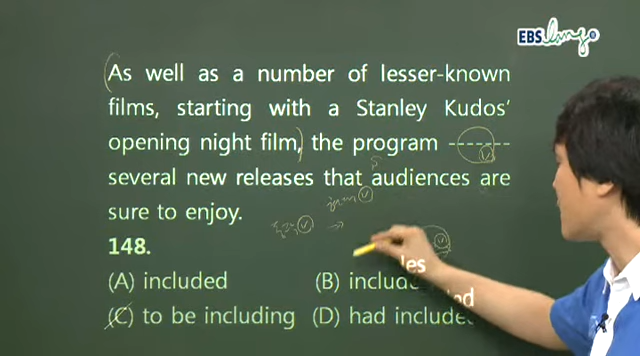 EBS lang
As well as a number of lesser-known
films, starting with a Stanley Kudos'
opening night film, the program
several new releases that audiences are
sure to enjoy.
148.
(A) included (B) include
(C) to be including (D) had include